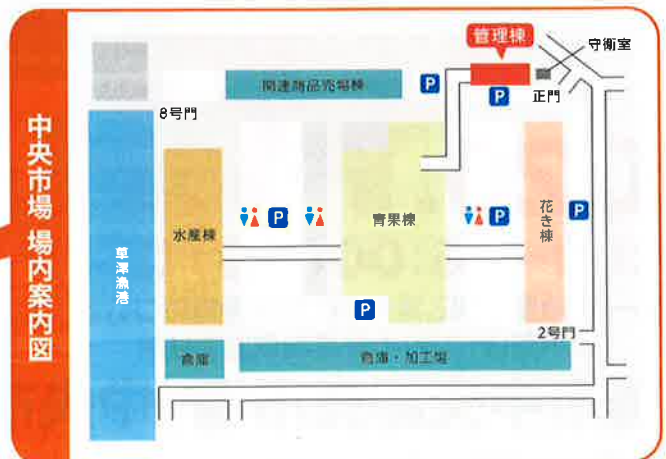 中央市場 場内案内図
管理棟
守衛室
関連商品売場棟
P
P
正門
8号門
水産棟
P
青果棟
P
花き棟
P
草津漁港
P
2号門
倉庫
倉庫・加工場